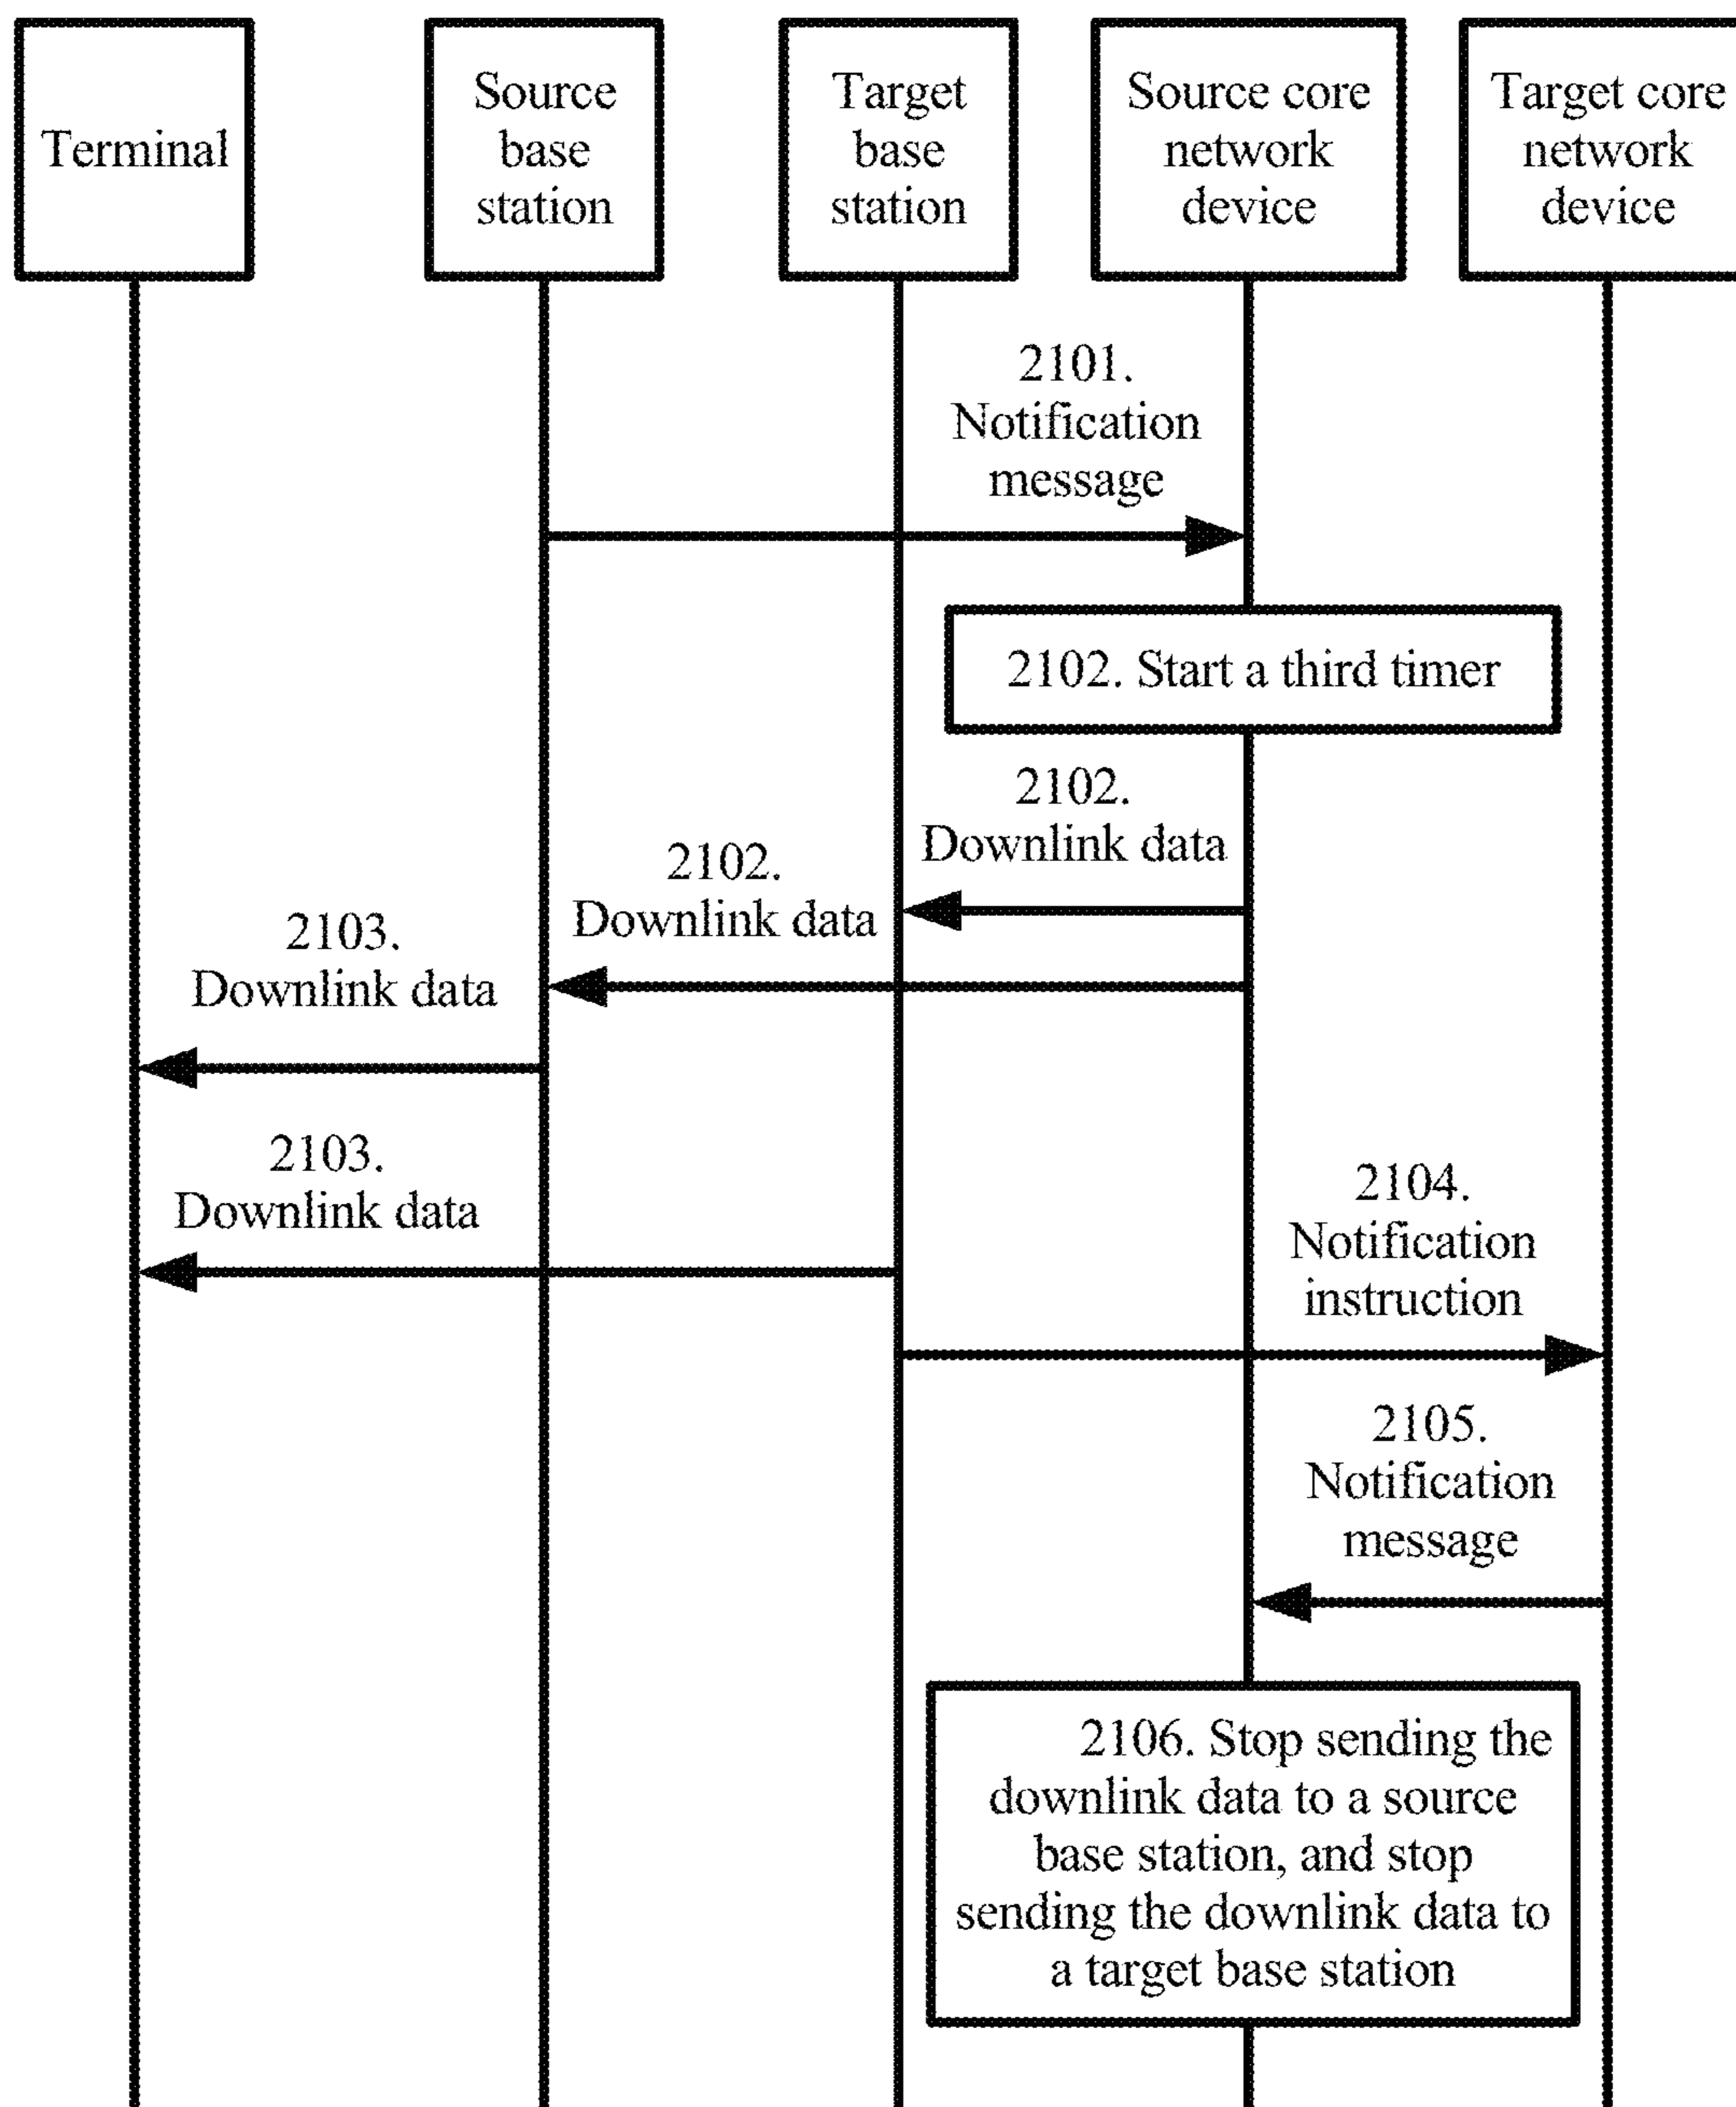 Terminal
Source
base
station
Target
base
station
Source core
network
device
Target core
network
device
2101.
Notification
message
2102. Start a third timer
2102.
Downlink data
2102.
Downlink data
2103.
Downlink data
2103.
Downlink data
2104.
Notification
instruction
2105.
Notification
message
2106. Stop sending the
downlink data to a source
base station, and stop
sending the downlink data to
a target base station